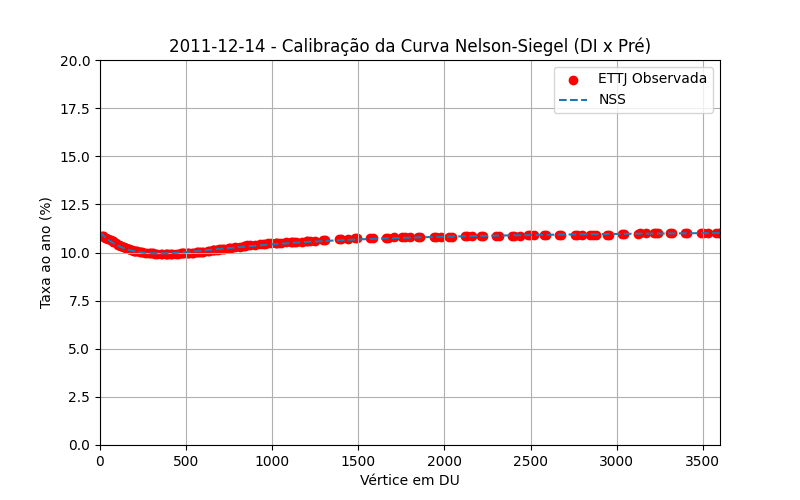 2011-12-14 - Calibração da Curva Nelson-Siegel (DI x Pré)
ETTJ Observada
NSS
Taxa ao ano (%)
20.0
17.5
15.0
12.5
10.0
7.5
5.0
2.5
0.0
0 500 1000 1500 2000 2500 3000 3500
Vértice em DU